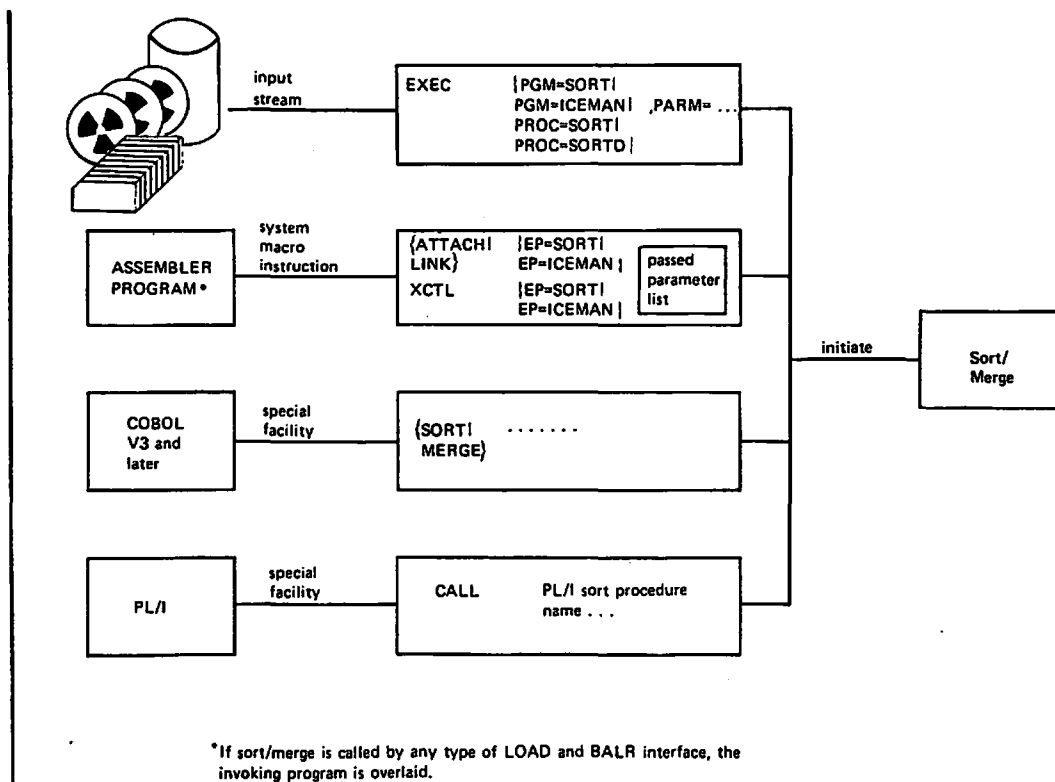 input
stream
EXEC {PGM=SORT|
PGM=ICEMAN| ,PARM= ...
PROC=SORT|
PROC=SORTD}
ASSEMBLER
PROGRAM*
system
macro
instruction
{ATTACH| {EP=SORT|
LINK} EP=ICEMAN}
XCTL {EP=SORT|
EP=ICEMAN}
passed
parameter
list
initiate
Sort/
Merge
COBOL
V3 and
later
special
facility
{SORT| .......
MERGE}
PL/I
special
facility
CALL PL/I sort procedure
name ...
*If sort/merge is called by any type of LOAD and BALR interface, the
invoking program is overlaid.